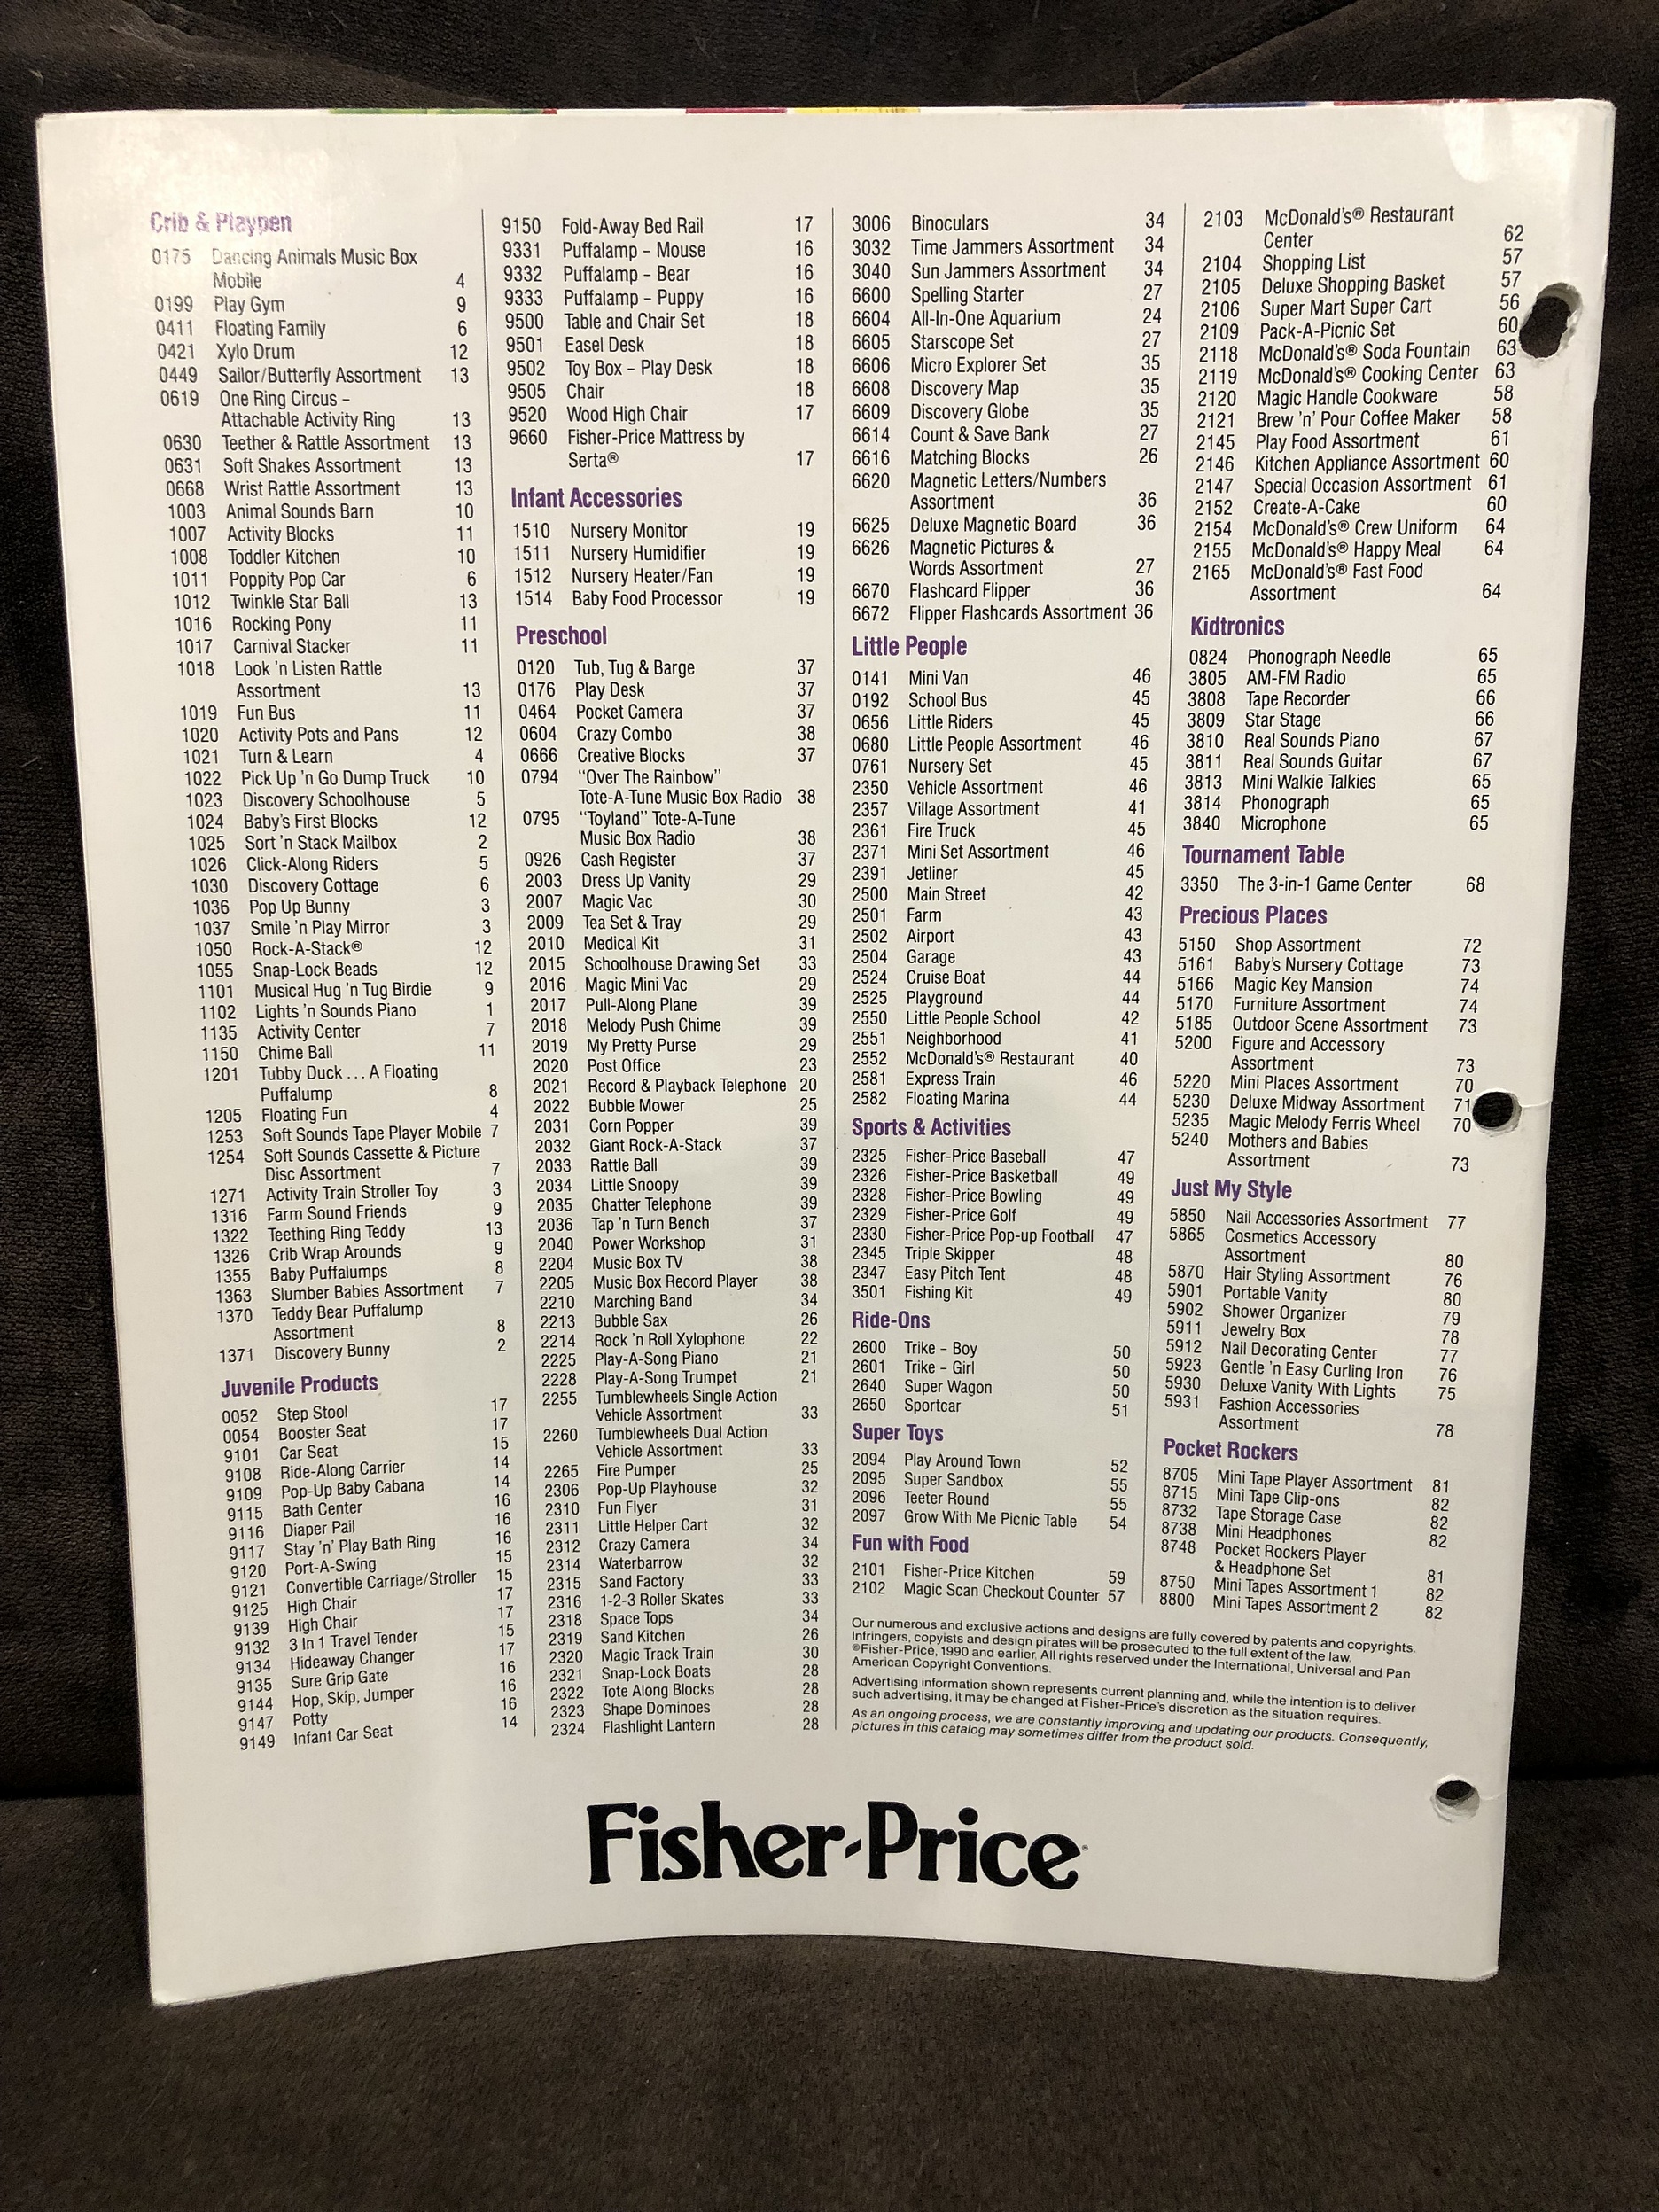 Crib & Playpen
0175 Dancing Animals Music Box
Mobile 4
0199 Play Gym 9
0411 Floating Family 6
0421 Xylo Drum 12
0449 Sailor/Butterfly Assortment 13
0619 One Ring Circus –
Attachable Activity Ring 13
0630 Teether & Rattle Assortment 13
0631 Soft Shakes Assortment 13
0668 Wrist Rattle Assortment 13
1003 Animal Sounds Barn 10
1007 Activity Blocks 11
1008 Toddler Kitchen 10
1011 Poppity Pop Car 6
1012 Twinkle Star Ball 13
1016 Rocking Pony 11
1017 Carnival Stacker 11
1018 Look 'n Listen Rattle
Assortment 13
1019 Fun Bus 11
1020 Activity Pots and Pans 12
1021 Turn & Learn 4
1022 Pick Up 'n Go Dump Truck 10
1023 Discovery Schoolhouse 5
1024 Baby's First Blocks 12
1025 Sort 'n Stack Mailbox 2
1026 Click-Along Riders 5
1030 Discovery Cottage 6
1036 Pop Up Bunny 3
1037 Smile 'n Play Mirror 3
1050 Rock-A-Stack® 12
1055 Snap-Lock Beads 12
1101 Musical Hug 'n Tug Birdie 9
1102 Lights 'n Sounds Piano 1
1135 Activity Center 7
1150 Chime Ball 11
1201 Tubby Duck . . . A Floating
Puffalump 8
1205 Floating Fun 4
1253 Soft Sounds Tape Player Mobile 7
1254 Soft Sounds Cassette & Picture
Disc Assortment 7
1271 Activity Train Stroller Toy 3
1316 Farm Sound Friends 9
1322 Teething Ring Teddy 13
1326 Crib Wrap Arounds 9
1355 Baby Puffalumps 8
1363 Slumber Babies Assortment 7
1370 Teddy Bear Puffalump
Assortment 8
1371 Discovery Bunny 2
Juvenile Products
0052 Step Stool 17
0054 Booster Seat 17
9101 Car Seat 15
9108 Ride-Along Carrier 14
9109 Pop-Up Baby Cabana 14
9115 Bath Center 16
9116 Diaper Pail 16
9117 Stay 'n' Play Bath Ring 16
9120 Port-A-Swing 15
9121 Convertible Carriage/Stroller 15
9125 High Chair 17
9139 High Chair 17
9132 3 In 1 Travel Tender 15
9134 Hideaway Changer 17
9135 Sure Grip Gate 16
9144 Hop, Skip, Jumper 16
9147 Potty 16
9149 Infant Car Seat 14
9150 Fold-Away Bed Rail 17
9331 Puffalamp – Mouse 16
9332 Puffalamp – Bear 16
9333 Puffalamp – Puppy 16
9500 Table and Chair Set 18
9501 Easel Desk 18
9502 Toy Box – Play Desk 18
9505 Chair 18
9520 Wood High Chair 17
9660 Fisher-Price Mattress by
Serta® 17
Infant Accessories
1510 Nursery Monitor 19
1511 Nursery Humidifier 19
1512 Nursery Heater/Fan 19
1514 Baby Food Processor 19
Preschool
0120 Tub, Tug & Barge 37
0176 Play Desk 37
0464 Pocket Camera 37
0604 Crazy Combo 38
0666 Creative Blocks 37
0794 "Over The Rainbow"
Tote-A-Tune Music Box Radio 38
0795 "Toyland" Tote-A-Tune
Music Box Radio 38
0926 Cash Register 37
2003 Dress Up Vanity 29
2007 Magic Vac 30
2009 Tea Set & Tray 29
2010 Medical Kit 31
2015 Schoolhouse Drawing Set 33
2016 Magic Mini Vac 29
2017 Pull-Along Plane 39
2018 Melody Push Chime 39
2019 My Pretty Purse 29
2020 Post Office 23
2021 Record & Playback Telephone 20
2022 Bubble Mower 25
2031 Corn Popper 39
2032 Giant Rock-A-Stack 37
2033 Rattle Ball 39
2034 Little Snoopy 39
2035 Chatter Telephone 39
2036 Tap 'n Turn Bench 37
2040 Power Workshop 31
2204 Music Box TV 38
2205 Music Box Record Player 38
2210 Marching Band 34
2213 Bubble Sax 26
2214 Rock 'n Roll Xylophone 22
2225 Play-A-Song Piano 21
2228 Play-A-Song Trumpet 21
2255 Tumblewheels Single Action
Vehicle Assortment 33
2260 Tumblewheels Dual Action
Vehicle Assortment 33
2265 Fire Pumper 25
2306 Pop-Up Playhouse 32
2310 Fun Flyer 31
2311 Little Helper Cart 32
2312 Crazy Camera 34
2314 Waterbarrow 32
2315 Sand Factory 33
2316 1-2-3 Roller Skates 33
2318 Space Tops 34
2319 Sand Kitchen 26
2320 Magic Track Train 30
2321 Snap-Lock Boats 28
2322 Tote Along Blocks 28
2323 Shape Dominoes 28
2324 Flashlight Lantern 28
3006 Binoculars 34
3032 Time Jammers Assortment 34
3040 Sun Jammers Assortment 34
6600 Spelling Starter 27
6604 All-In-One Aquarium 24
6605 Starscope Set 27
6606 Micro Explorer Set 35
6608 Discovery Map 35
6609 Discovery Globe 35
6614 Count & Save Bank 27
6616 Matching Blocks 26
6620 Magnetic Letters/Numbers
Assortment 36
6625 Deluxe Magnetic Board 36
6626 Magnetic Pictures &
Words Assortment 27
6670 Flashcard Flipper 36
6672 Flipper Flashcards Assortment 36
Little People
0141 Mini Van 46
0192 School Bus 45
0656 Little Riders 45
0680 Little People Assortment 46
0761 Nursery Set 45
2350 Vehicle Assortment 46
2357 Village Assortment 41
2361 Fire Truck 45
2371 Mini Set Assortment 46
2391 Jetliner 45
2500 Main Street 42
2501 Farm 43
2502 Airport 43
2504 Garage 43
2524 Cruise Boat 44
2525 Playground 44
2550 Little People School 42
2551 Neighborhood 41
2552 McDonald's® Restaurant 40
2581 Express Train 46
2582 Floating Marina 44
Sports & Activities
2325 Fisher-Price Baseball 47
2326 Fisher-Price Basketball 49
2328 Fisher-Price Bowling 49
2329 Fisher-Price Golf 49
2330 Fisher-Price Pop-up Football 47
2345 Triple Skipper 48
2347 Easy Pitch Tent 48
3501 Fishing Kit 49
Ride-Ons
2600 Trike – Boy 50
2601 Trike – Girl 50
2640 Super Wagon 50
2650 Sportcar 51
Super Toys
2094 Play Around Town 52
2095 Super Sandbox 55
2096 Teeter Round 55
2097 Grow With Me Picnic Table 54
Fun with Food
2101 Fisher-Price Kitchen 59
2102 Magic Scan Checkout Counter 57
2103 McDonald's® Restaurant
Center 62
2104 Shopping List 57
2105 Deluxe Shopping Basket 57
2106 Super Mart Super Cart 56
2109 Pack-A-Picnic Set 60
2118 McDonald's® Soda Fountain 63
2119 McDonald's® Cooking Center 63
2120 Magic Handle Cookware 58
2121 Brew 'n' Pour Coffee Maker 58
2145 Play Food Assortment 61
2146 Kitchen Appliance Assortment 60
2147 Special Occasion Assortment 61
2152 Create-A-Cake 60
2154 McDonald's® Crew Uniform 64
2155 McDonald's® Happy Meal 64
2165 McDonald's® Fast Food
Assortment 64
Kidtronics
0824 Phonograph Needle 65
3805 AM-FM Radio 65
3808 Tape Recorder 66
3809 Star Stage 66
3810 Real Sounds Piano 67
3811 Real Sounds Guitar 67
3813 Mini Walkie Talkies 65
3814 Phonograph 65
3840 Microphone 65
Tournament Table
3350 The 3-in-1 Game Center 68
Precious Places
5150 Shop Assortment 72
5161 Baby's Nursery Cottage 73
5166 Magic Key Mansion 74
5170 Furniture Assortment 74
5185 Outdoor Scene Assortment 73
5200 Figure and Accessory
Assortment 73
5220 Mini Places Assortment 70
5230 Deluxe Midway Assortment 71
5235 Magic Melody Ferris Wheel 70
5240 Mothers and Babies
Assortment 73
Just My Style
5850 Nail Accessories Assortment 77
5865 Cosmetics Accessory
Assortment 80
5870 Hair Styling Assortment 76
5901 Portable Vanity 80
5902 Shower Organizer 79
5911 Jewelry Box 78
5912 Nail Decorating Center 77
5923 Gentle 'n Easy Curling Iron 76
5930 Deluxe Vanity With Lights 75
5931 Fashion Accessories
Assortment 78
Pocket Rockers
8705 Mini Tape Player Assortment 81
8715 Mini Tape Clip-ons 82
8732 Tape Storage Case 82
8738 Mini Headphones 82
8748 Pocket Rockers Player
& Headphone Set 81
8750 Mini Tapes Assortment 1 82
8800 Mini Tapes Assortment 2 82
Our numerous and exclusive actions and designs are fully covered by patents and copyrights.
Infringers, copyists and design pirates will be prosecuted to the full extent of the law.
©Fisher-Price, 1990 and earlier. All rights reserved under the International, Universal and Pan
American Copyright Conventions.
Advertising information shown represents current planning and, while the intention is to deliver
such advertising, it may be changed at Fisher-Price's discretion as the situation requires.
As an ongoing process, we are constantly improving and updating our products. Consequently,
pictures in this catalog may sometimes differ from the product sold.
Fisher-Price®